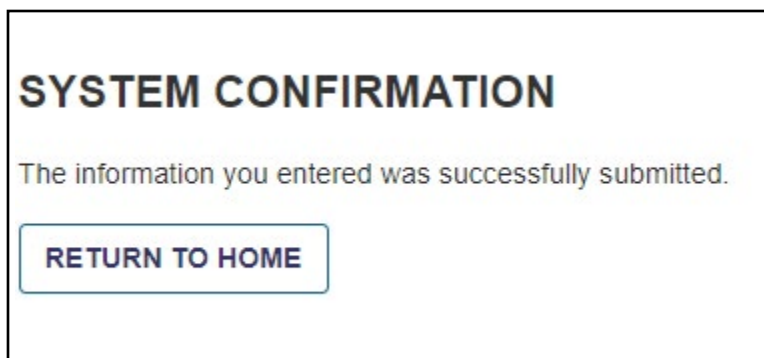 SYSTEM CONFIRMATION
The information you entered was successfully submitted.
RETURN TO HOME